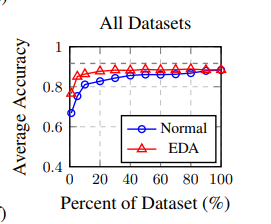 All Datasets
Average Accuracy
1
0.8
0.6
0.4
Normal
EDA
0 20 40 60 80 100
Percent of Dataset (%)